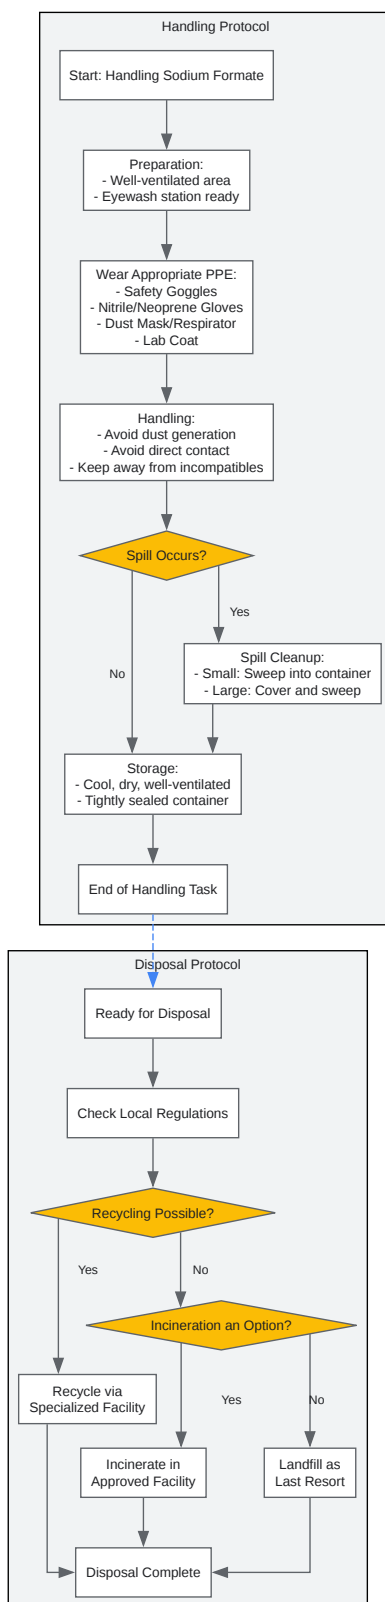 Handling Protocol
Start: Handling Sodium Formate
Preparation:
- Well-ventilated area
- Eyewash station ready
Wear Appropriate PPE:
- Safety Goggles
- Nitrile/Neoprene Gloves
- Dust Mask/Respirator
- Lab Coat
Handling:
- Avoid dust generation
- Avoid direct contact
- Keep away from incompatibles
Spill Occurs?
Yes
No
Spill Cleanup:
- Small: Sweep into container
- Large: Cover and sweep
Storage:
- Cool, dry, well-ventilated
- Tightly sealed container
End of Handling Task
Disposal Protocol
Ready for Disposal
Check Local Regulations
Recycling Possible?
Yes
No
Incineration an Option?
Recycle via
Specialized Facility
Yes
No
Incinerate in
Approved Facility
Landfill as
Last Resort
Disposal Complete